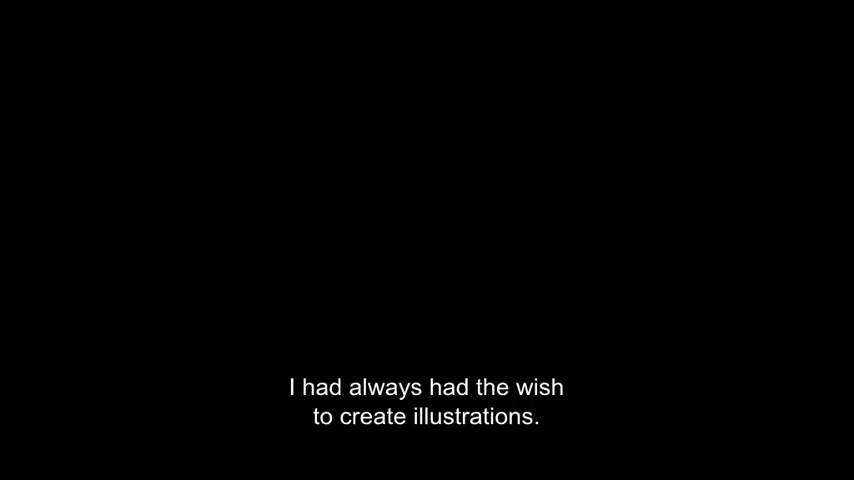 I had always had the wish
to create illustrations.